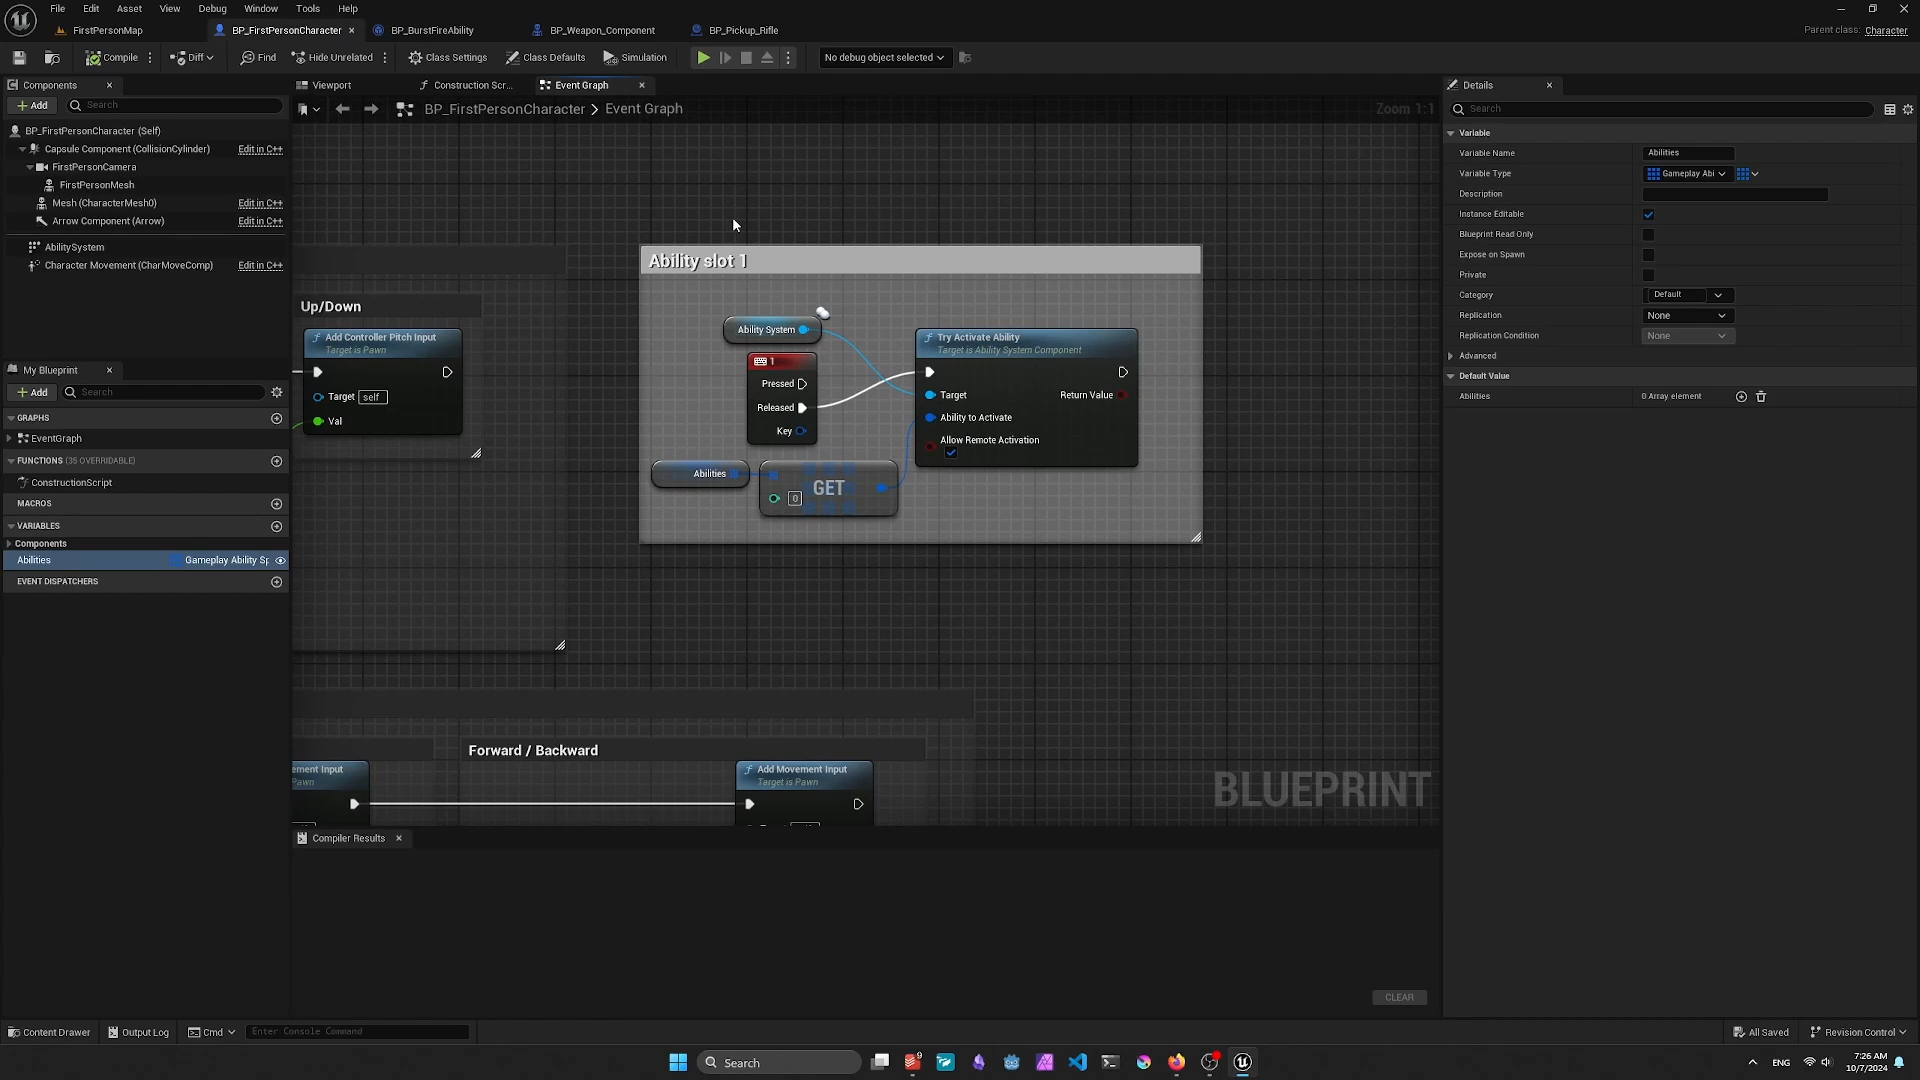 File Edit Asset View Debug Window Tools Help
FirstPersonMap BP_FirstPersonCharacter BP_BurstFireAbility BP_Weapon_Component BP_Pickup_Rifle Parent class: Character
Compile Diff Find Hide Unrelated Class Settings Class Defaults Simulation No debug object selected
Components Viewport Construction Scr... Event Graph Details
Add Search BP_FirstPersonCharacter > Event Graph Zoom 1:1 Search
BP_FirstPersonCharacter (Self)
Capsule Component (CollisionCylinder) Edit in C++
FirstPersonCamera
FirstPersonMesh
Mesh (CharacterMesh0) Edit in C++
Arrow Component (Arrow) Edit in C++
AbilitySystem
Character Movement (CharMoveComp) Edit in C++
My Blueprint
Add Search
GRAPHS
EventGraph
FUNCTIONS (35 OVERRIDABLE)
ConstructionScript
MACROS
VARIABLES
Components
Abilities Gameplay Ability Sp
EVENT DISPATCHERS
Up/Down
Add Controller Pitch Input
Target is Pawn
Target self
Val
Ability slot 1
Ability System
1
Pressed
Released
Key
Abilities
GET
0
Try Activate Ability
Target is Ability System Component
Target Return Value
Ability to Activate
Allow Remote Activation
Forward / Backward
ement Input
Pawn
Add Movement Input
Target is Pawn
BLUEPRINT
Compiler Results
CLEAR
Variable
Variable Name Abilities
Variable Type Gameplay Abi
Description
Instance Editable
Blueprint Read Only
Expose on Spawn
Private
Category Default
Replication None
Replication Condition None
Advanced
Default Value
Abilities 0 Array element
Content Drawer Output Log Cmd Enter Console Command All Saved Revision Control
Search ENG 7:26 AM
10/7/2024